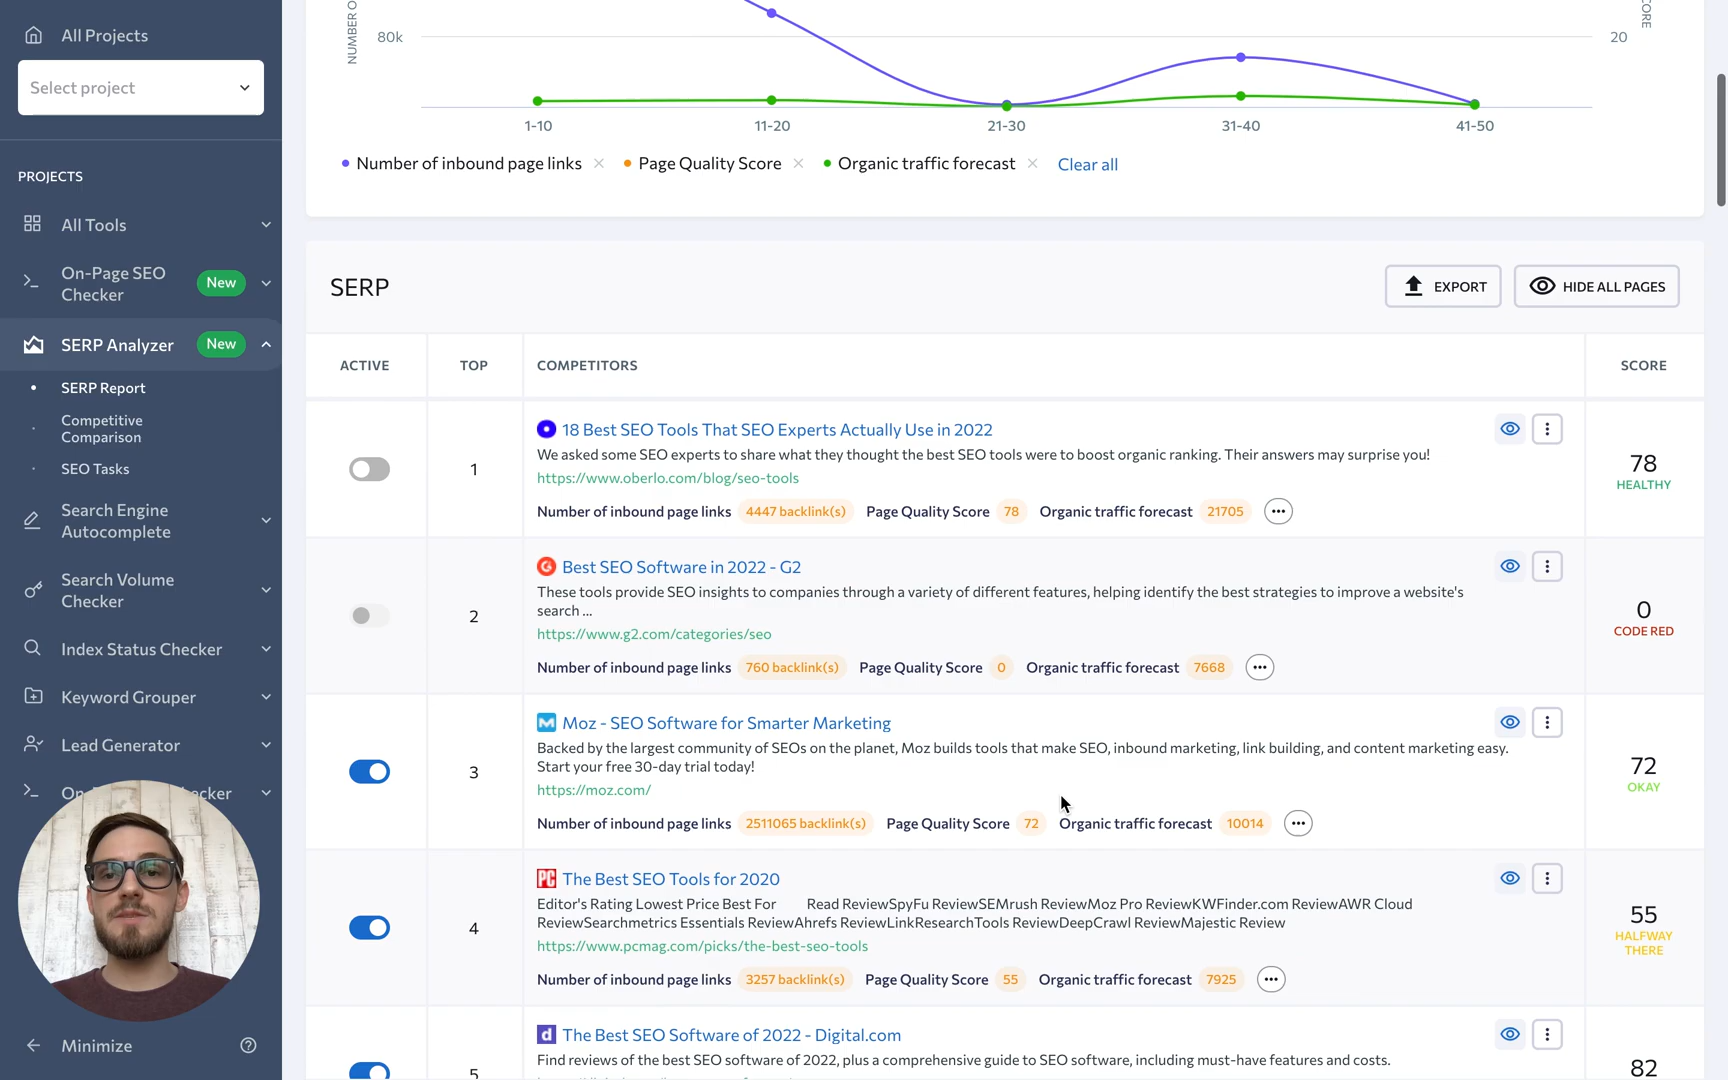 All Projects
Select project
PROJECTS
All Tools
On-Page SEO
Checker
New
SERP Analyzer
New
SERP Report
Competitive
Comparison
SEO Tasks
Search Engine
Autocomplete
Search Volume
Checker
Index Status Checker
Keyword Grouper
Lead Generator
Minimize
80k
20
1-10
11-20
21-30
31-40
41-50
Number of inbound page links
Page Quality Score
Organic traffic forecast
Clear all
SERP
EXPORT
HIDE ALL PAGES
ACTIVE
TOP
COMPETITORS
SCORE
1
18 Best SEO Tools That SEO Experts Actually Use in 2022
We asked some SEO experts to share what they thought the best SEO tools were to boost organic ranking. Their answers may surprise you!
https://www.oberlo.com/blog/seo-tools
Number of inbound page links 4447 backlink(s) Page Quality Score 78 Organic traffic forecast 21705
78
HEALTHY
2
Best SEO Software in 2022 - G2
These tools provide SEO insights to companies through a variety of different features, helping identify the best strategies to improve a website's
search ...
https://www.g2.com/categories/seo
Number of inbound page links 760 backlink(s) Page Quality Score 0 Organic traffic forecast 7668
0
CODE RED
3
Moz - SEO Software for Smarter Marketing
Backed by the largest community of SEOs on the planet, Moz builds tools that make SEO, inbound marketing, link building, and content marketing easy.
Start your free 30-day trial today!
https://moz.com/
Number of inbound page links 2511065 backlink(s) Page Quality Score 72 Organic traffic forecast 10014
72
OKAY
4
The Best SEO Tools for 2020
Editor's Rating Lowest Price Best For Read ReviewSpyFu ReviewSEMrush ReviewMoz Pro ReviewKWFinder.com ReviewAWR Cloud
ReviewSearchmetrics Essentials ReviewAhrefs ReviewLinkResearchTools ReviewDeepCrawl ReviewMajestic Review
https://www.pcmag.com/picks/the-best-seo-tools
Number of inbound page links 3257 backlink(s) Page Quality Score 55 Organic traffic forecast 7925
55
HALFWAY
THERE
5
The Best SEO Software of 2022 - Digital.com
Find reviews of the best SEO software of 2022, plus a comprehensive guide to SEO software, including must-have features and costs.
82